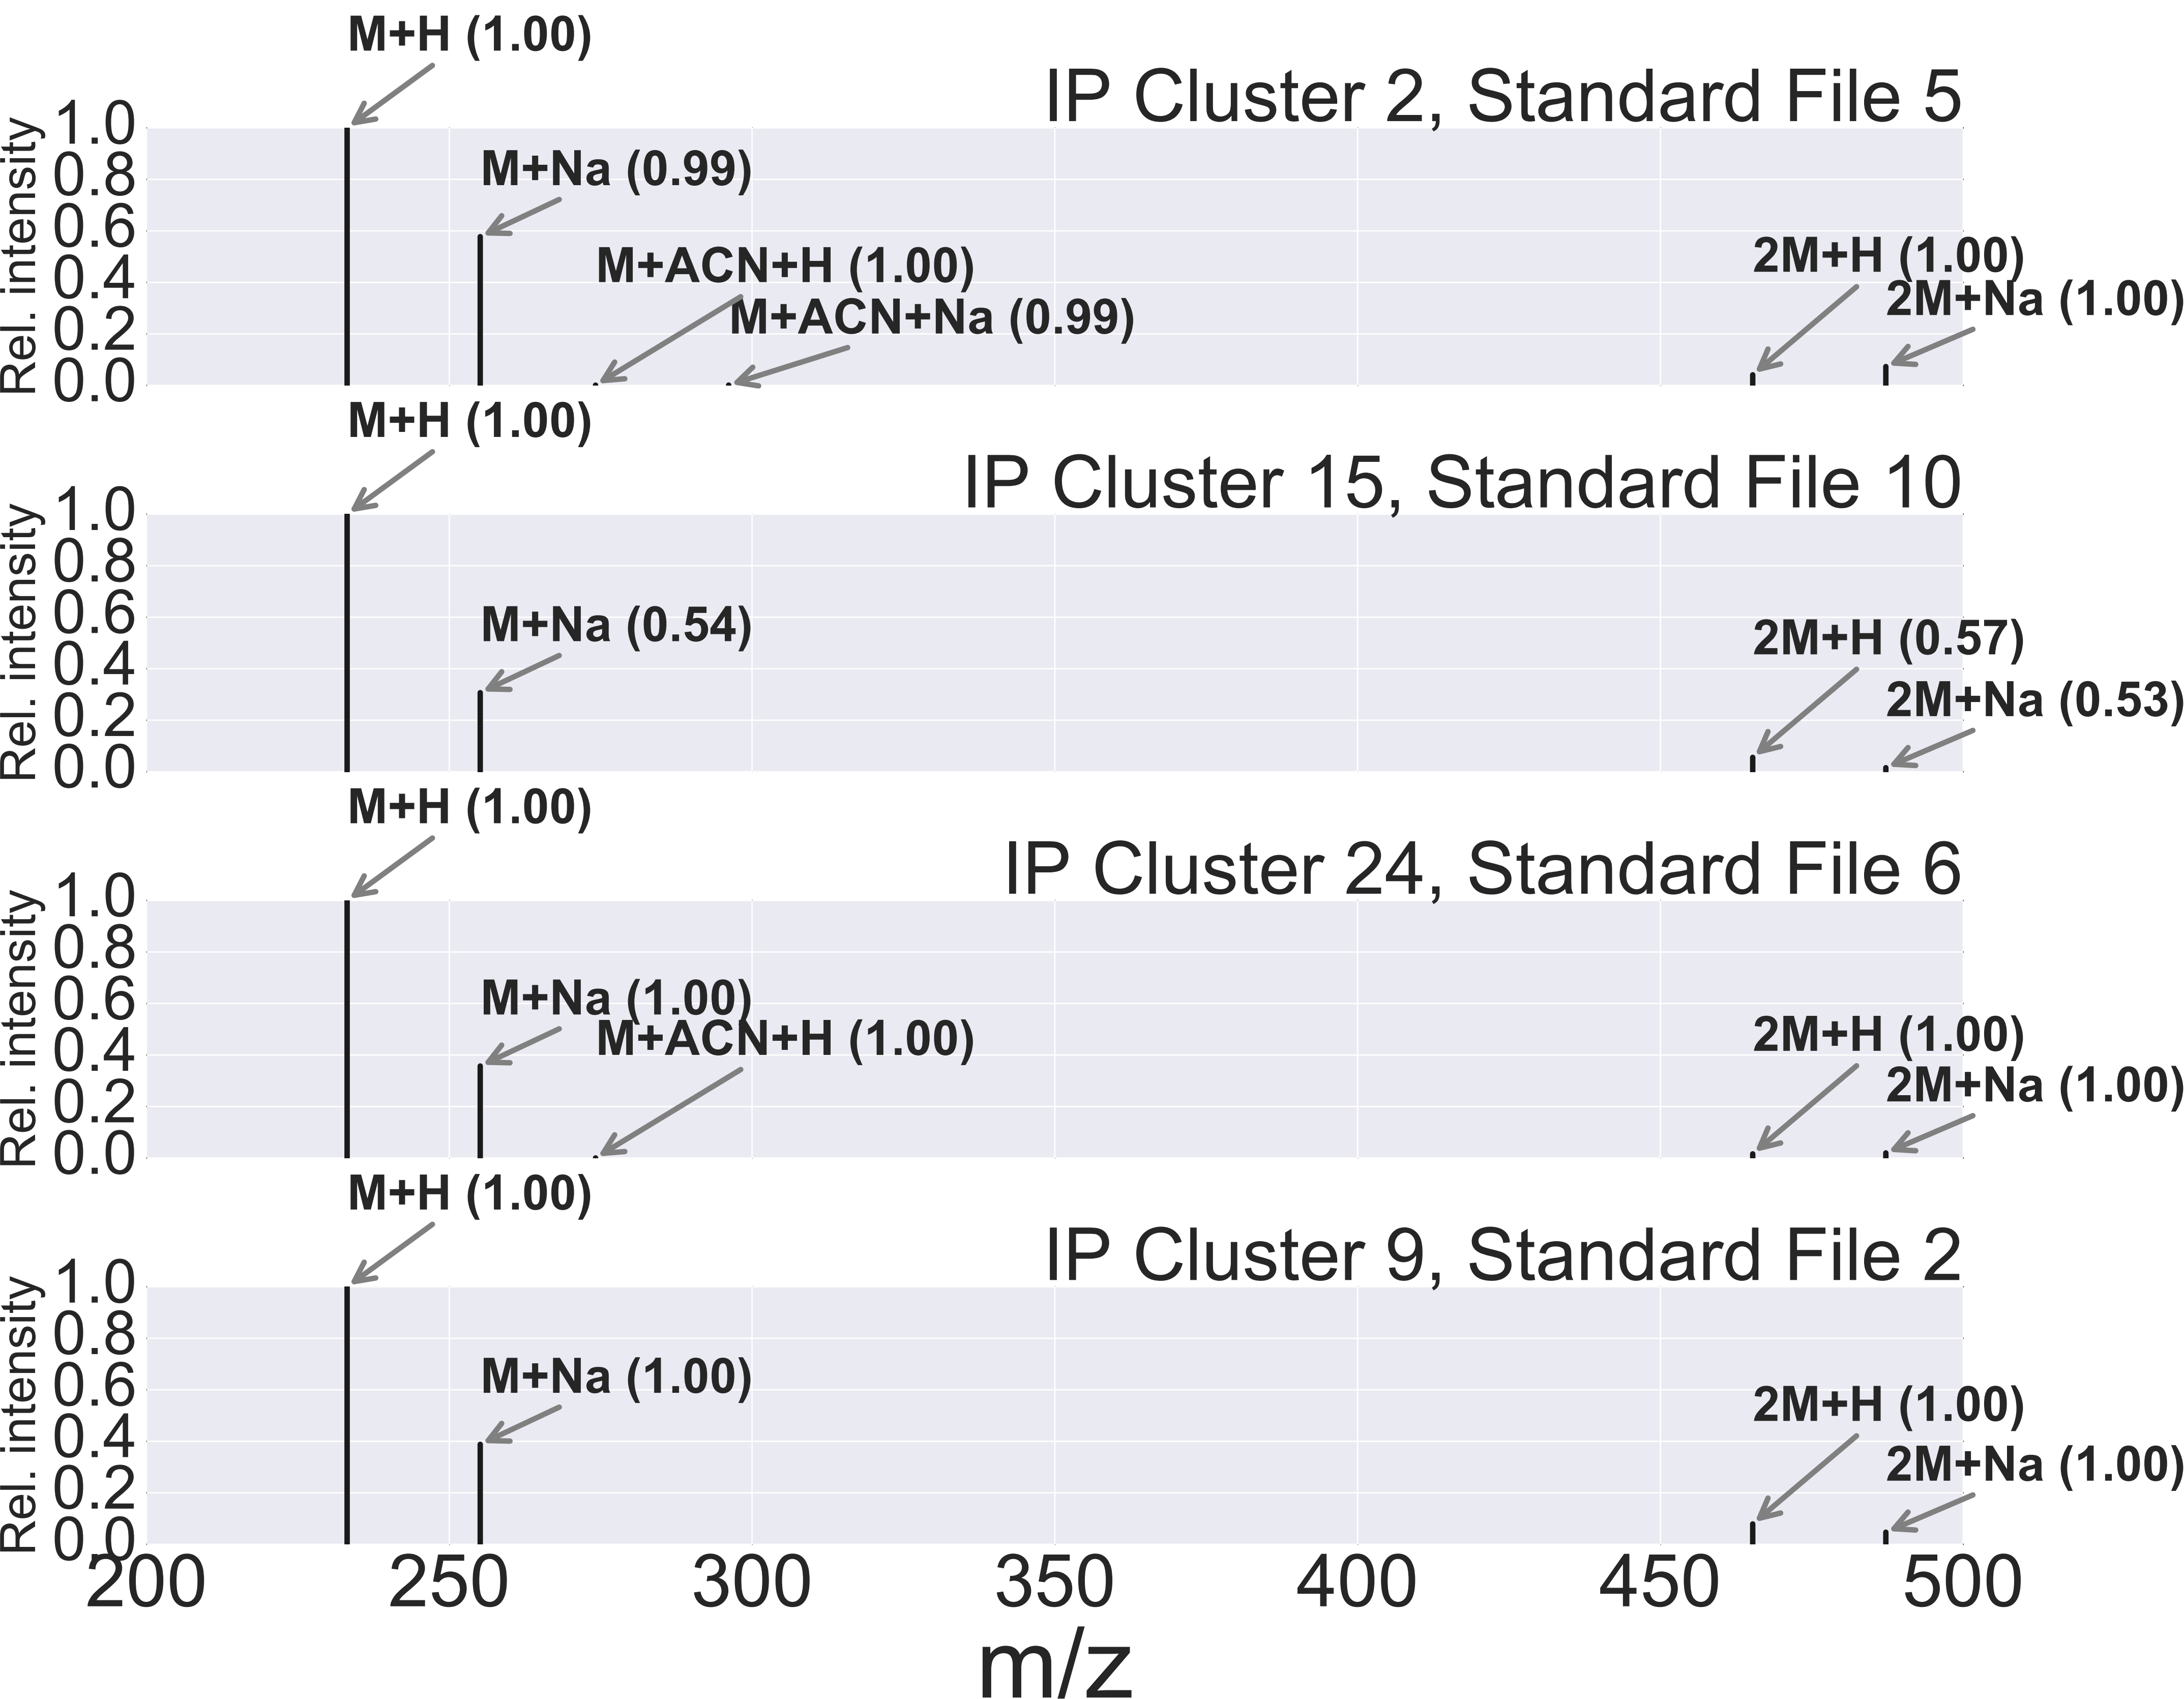 M+H (1.00)
IP Cluster 2, Standard File 5
Rel. intensity
1.0
0.8
0.6
0.4
0.2
0.0
M+Na (0.99)
M+ACN+H (1.00)
M+ACN+Na (0.99)
2M+H (1.00)
2M+Na (1.00)
M+H (1.00)
IP Cluster 15, Standard File 10
Rel. intensity
1.0
0.8
0.6
0.4
0.2
0.0
M+Na (0.54)
2M+H (0.57)
2M+Na (0.53)
M+H (1.00)
IP Cluster 24, Standard File 6
Rel. intensity
1.0
0.8
0.6
0.4
0.2
0.0
M+Na (1.00)
M+ACN+H (1.00)
2M+H (1.00)
2M+Na (1.00)
M+H (1.00)
IP Cluster 9, Standard File 2
Rel. intensity
1.0
0.8
0.6
0.4
0.2
0.0
M+Na (1.00)
2M+H (1.00)
2M+Na (1.00)
200 250 300 350 400 450 500
m/z